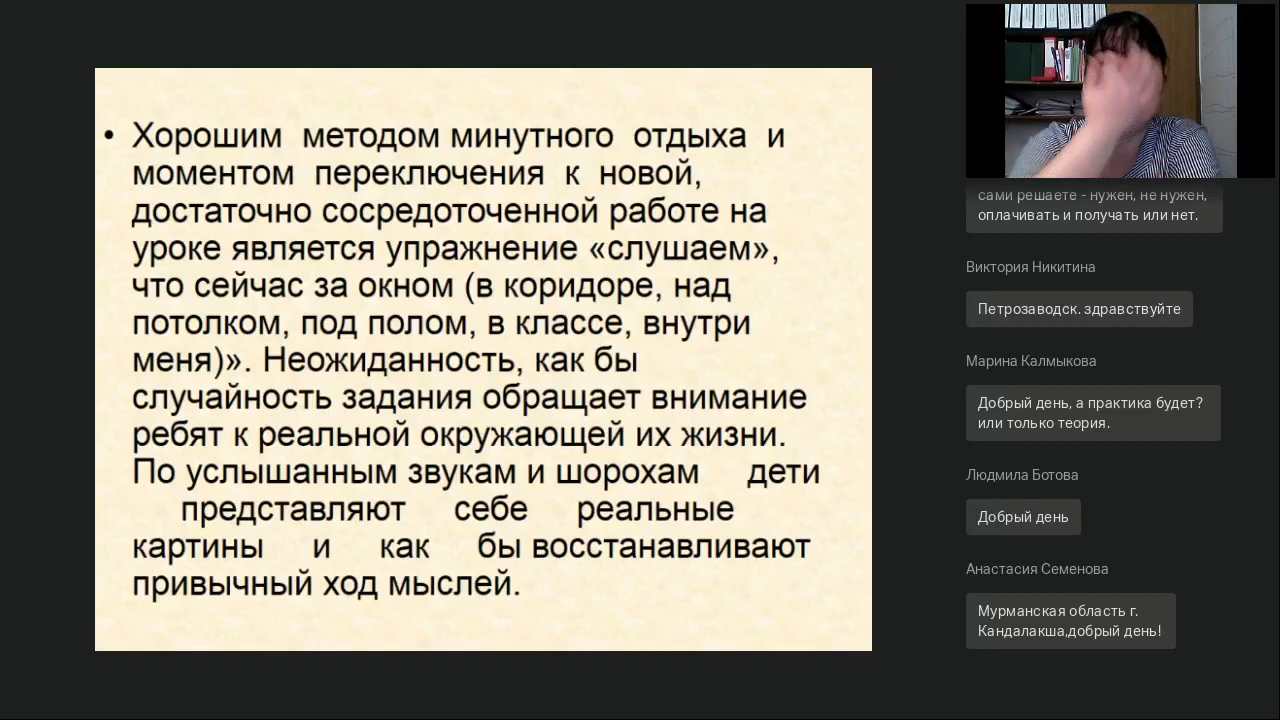 • Хорошим методом минутного отдыха и
моментом переключения к новой,
достаточно сосредоточенной работе на
уроке является упражнение «слушаем»,
что сейчас за окном (в коридоре, над
потолком, под полом, в классе, внутри
меня)». Неожиданность, как бы
случайность задания обращает внимание
ребят к реальной окружающей их жизни.
По услышанным звукам и шорохам дети
представляют себе реальные
картины и как бы восстанавливают
привычный ход мыслей.
сами решаете - нужен, не нужен,
оплачивать и получать или нет.
Виктория Никитина
Петрозаводск. здравствуйте
Марина Калмыкова
Добрый день, а практика будет?
или только теория.
Людмила Ботова
Добрый день
Анастасия Семенова
Мурманская область г.
Кандалакша,добрый день!